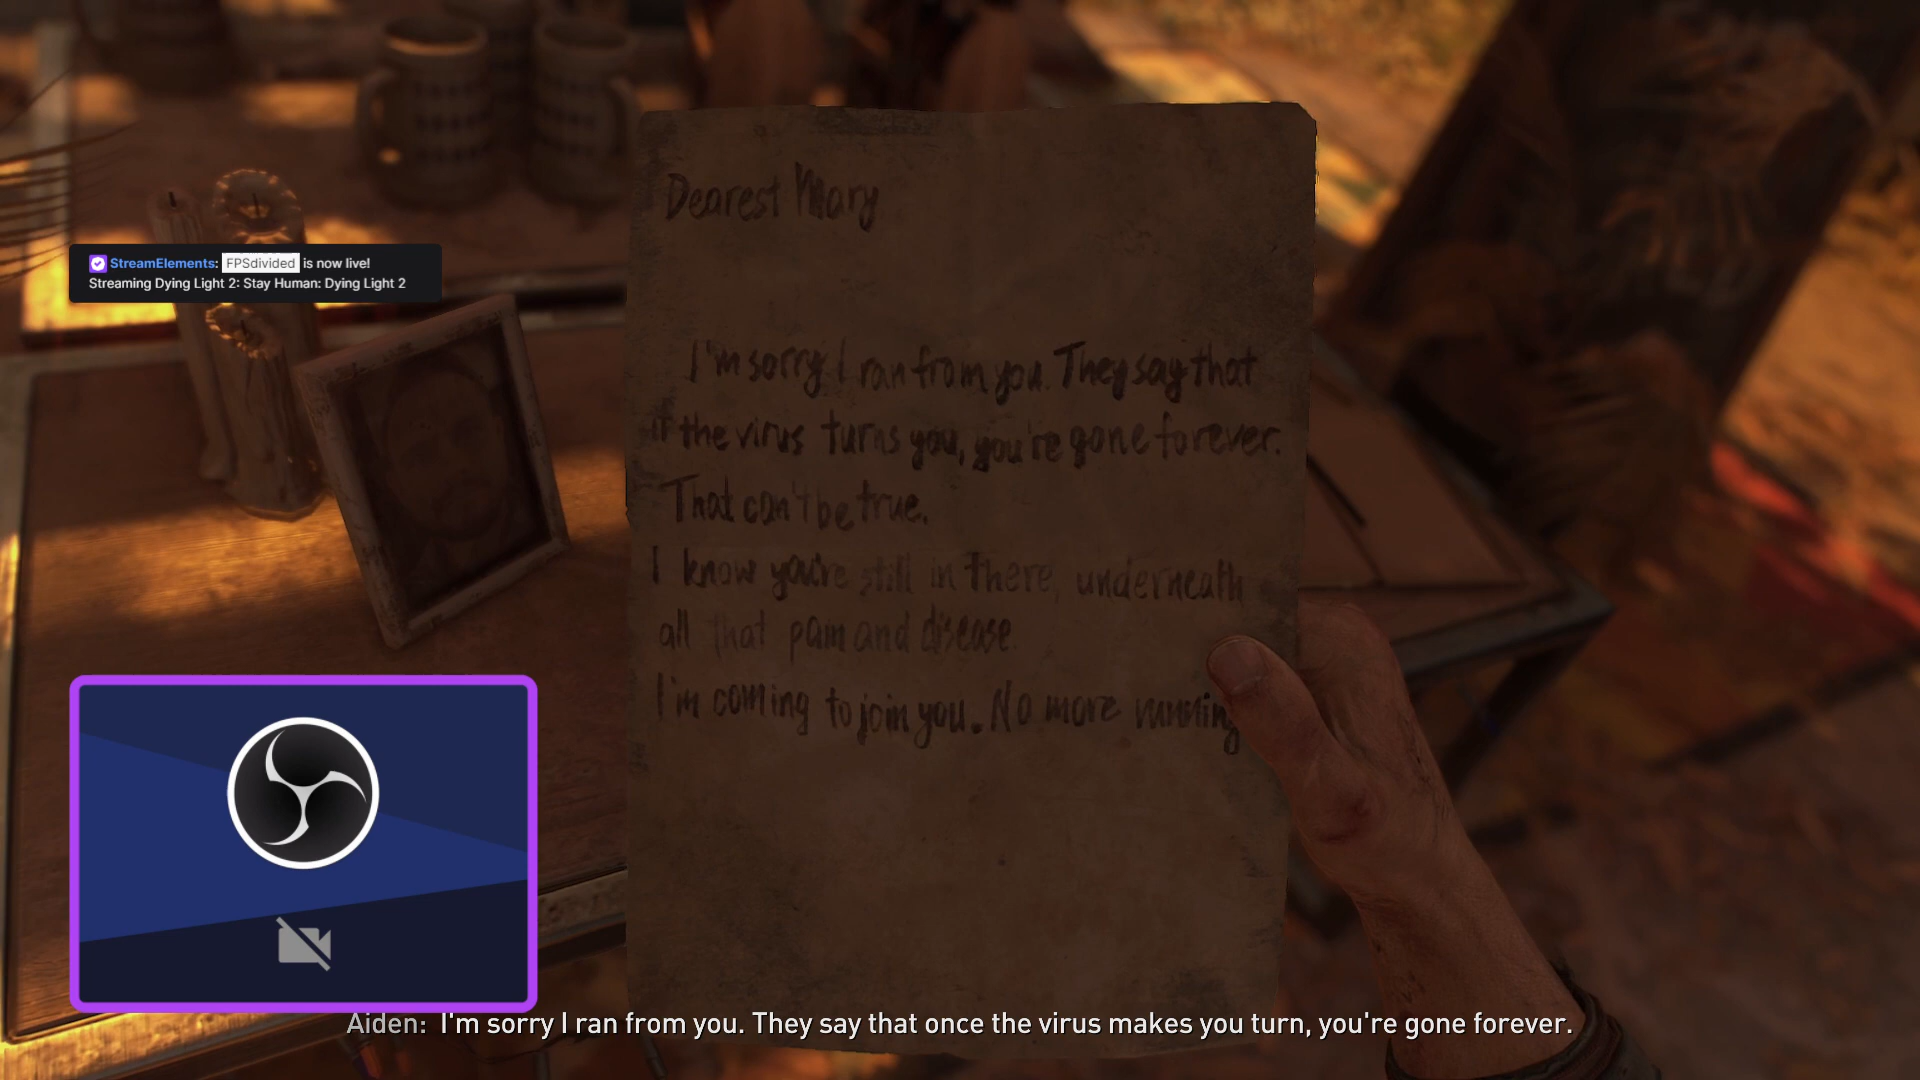 Dearest Mary
StreamElements: FPSdivided is now live!
Streaming Dying Light 2: Stay Human: Dying Light 2
I'm sorry I ran from you. They say that
if the virus turns you, you're gone forever.
That can't be true.
I know you're still in there, underneath
all that pain and disease.
I'm coming to join you. No more running
Aiden: I'm sorry I ran from you. They say that once the virus makes you turn, you're gone forever.